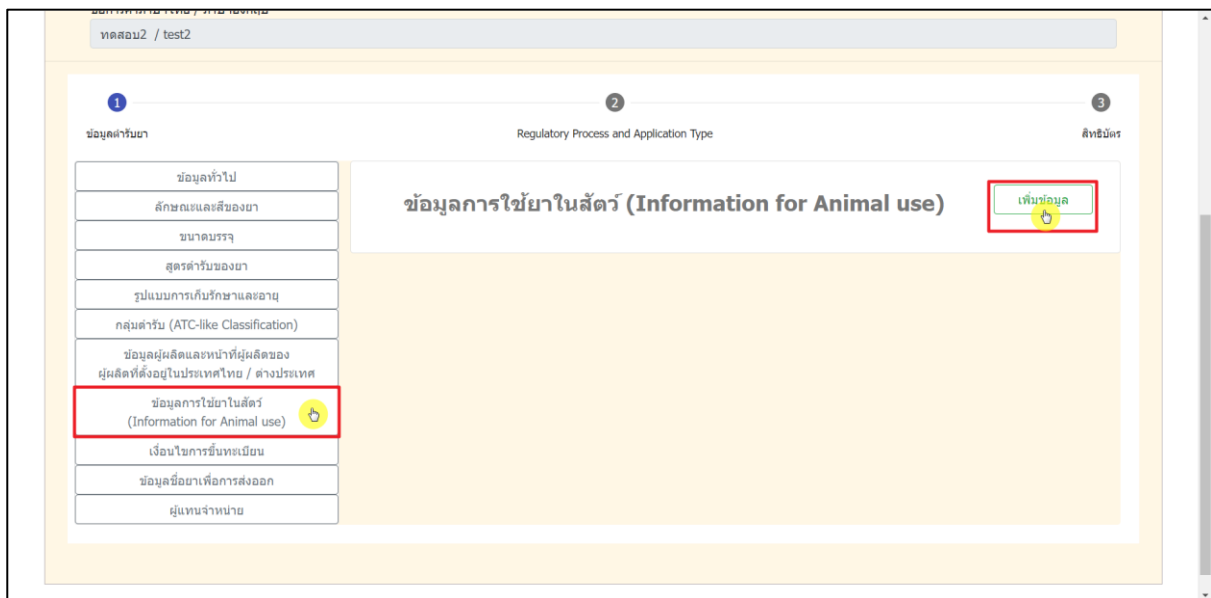 ทดสอบ2 / test2
1
2
3
ข้อมูลตำรับยา
Regulatory Process and Application Type
สิทธิบัตร
ข้อมูลทั่วไป
ลักษณะและสีของยา
ขนาดบรรจุ
สูตรตำรับของยา
รูปแบบการเก็บรักษาและอายุ
กลุ่มตำรับ (ATC-like Classification)
ข้อมูลผู้ผลิตและหน้าที่ผู้ผลิตของ
ผู้ผลิตที่ตั้งอยู่ในประเทศไทย / ต่างประเทศ
ข้อมูลการใช้ยาในสัตว์
(Information for Animal use)
เงื่อนไขการขึ้นทะเบียน
ข้อมูลชื่อยาเพื่อการส่งออก
ผู้แทนจำหน่าย
ข้อมูลการใช้ยาในสัตว์ (Information for Animal use)
เพิ่มข้อมูล